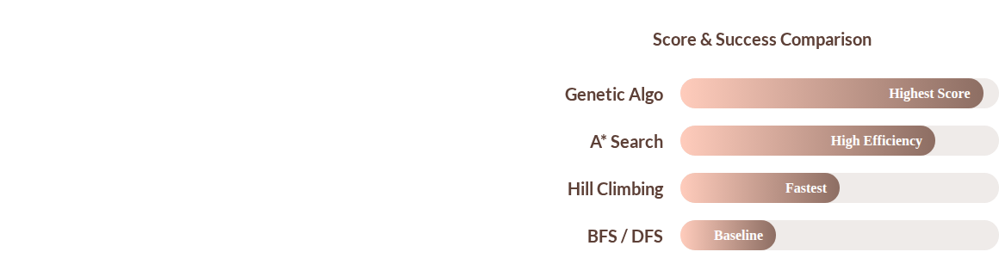 Score & Success Comparison
Genetic Algo Highest Score
A* Search High Efficiency
Hill Climbing Fastest
BFS / DFS Baseline